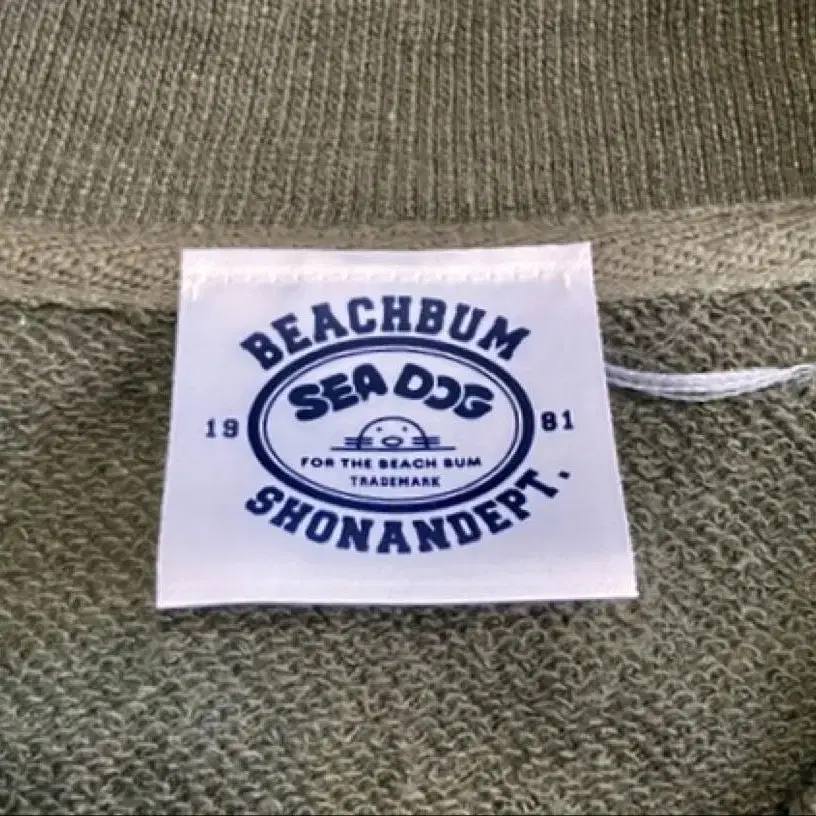 BEACHBUM
SEA DOG
19 81
FOR THE BEACH BUM
TRADEMARK
SHONANDEPT.